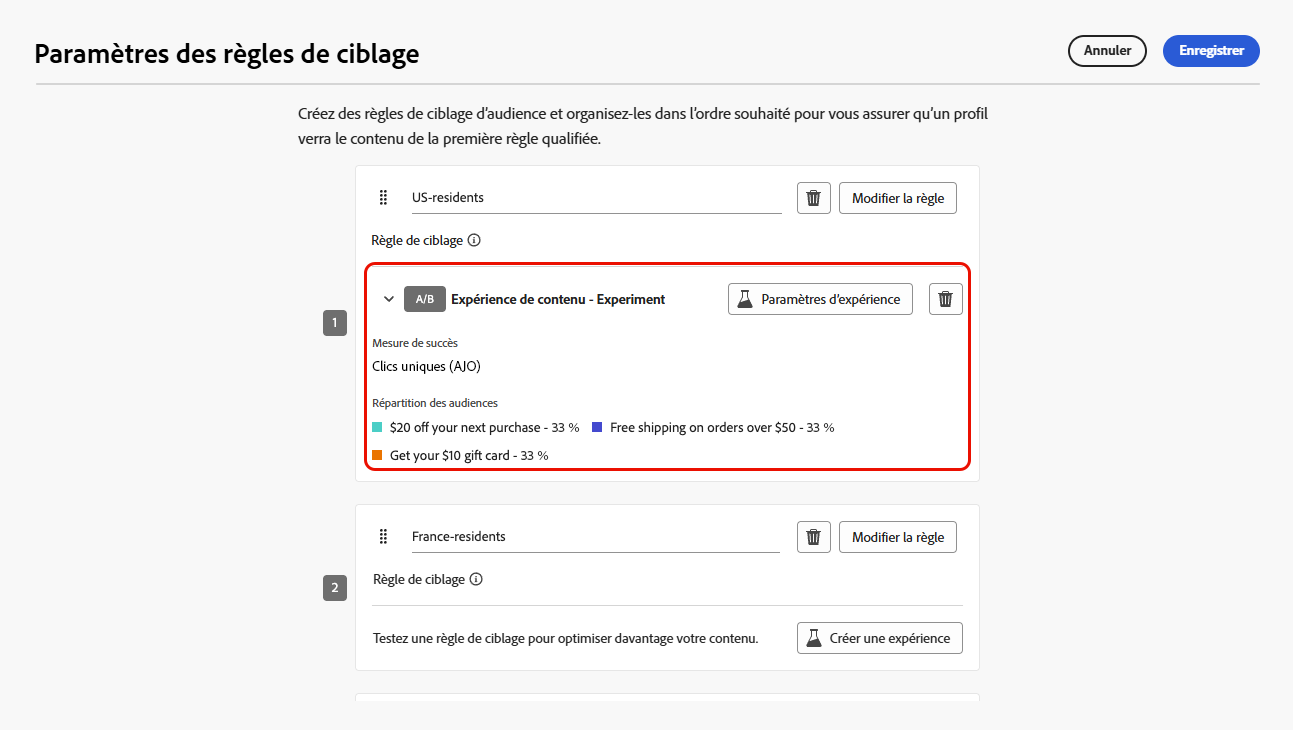 Paramètres des règles de ciblage
Annuler
Enregistrer
Créez des règles de ciblage d’audience et organisez-les dans l’ordre souhaité pour vous assurer qu’un profil
verra le contenu de la première règle qualifiée.
US-residents
Modifier la règle
Règle de ciblage
1
A/B
Expérience de contenu - Experiment
Paramètres d’expérience
Mesure de succès
Clics uniques (AJO)
Répartition des audiences
$20 off your next purchase - 33 %
Free shipping on orders over $50 - 33 %
Get your $10 gift card - 33 %
France-residents
Modifier la règle
2
Règle de ciblage
Testez une règle de ciblage pour optimiser davantage votre contenu.
Créer une expérience